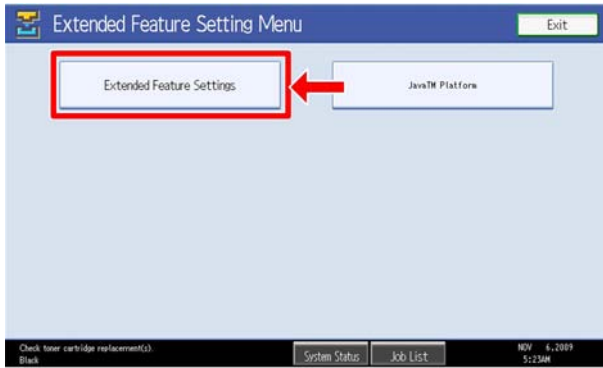 Extended Feature Setting Menu
Exit
Extended Feature Settings
JavaTM Platform
Check toner cartridge replacement(s).
Black
System Status
Job List
NOV 6,2009
5:23AM